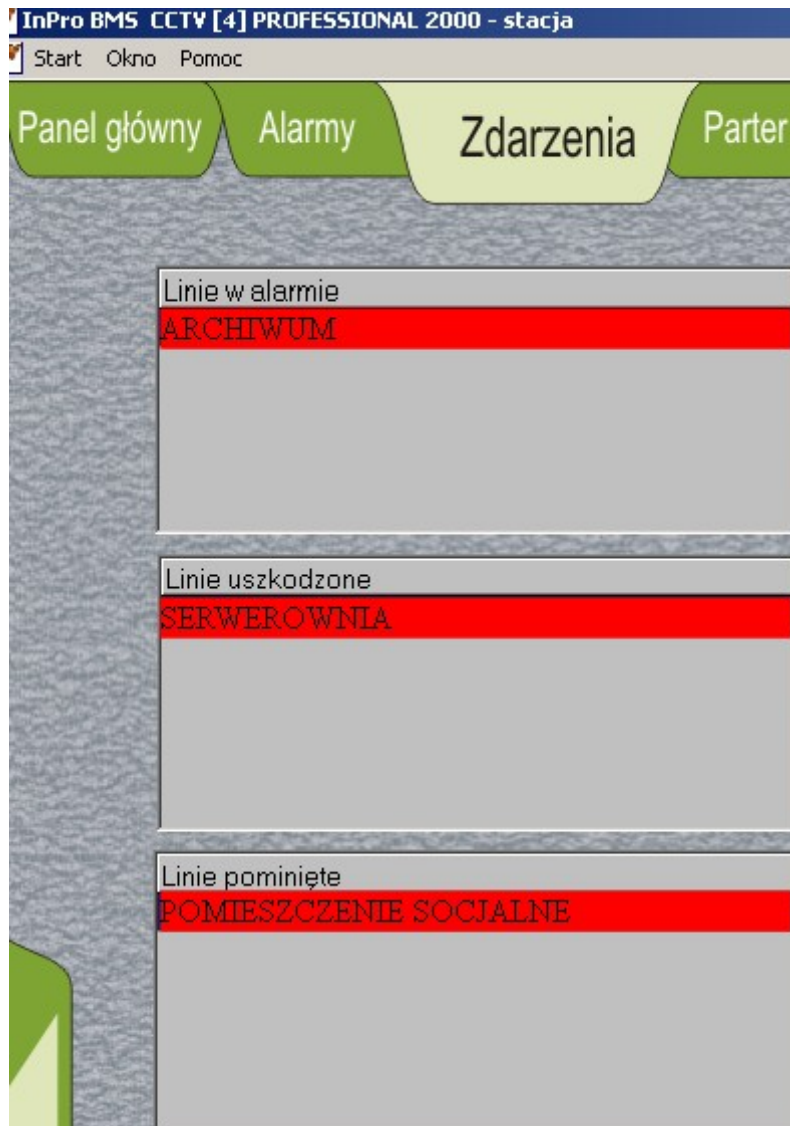 InPro BMS CCTV [4] PROFESSIONAL 2000 - stacja
Start Okno Pomoc
Panel główny Alarmy Zdarzenia Parter
Linie w alarmie
ARCHIWUM
Linie uszkodzone
SERWEROWNIA
Linie pominięte
POMIESZCZENIE SOCJALNE